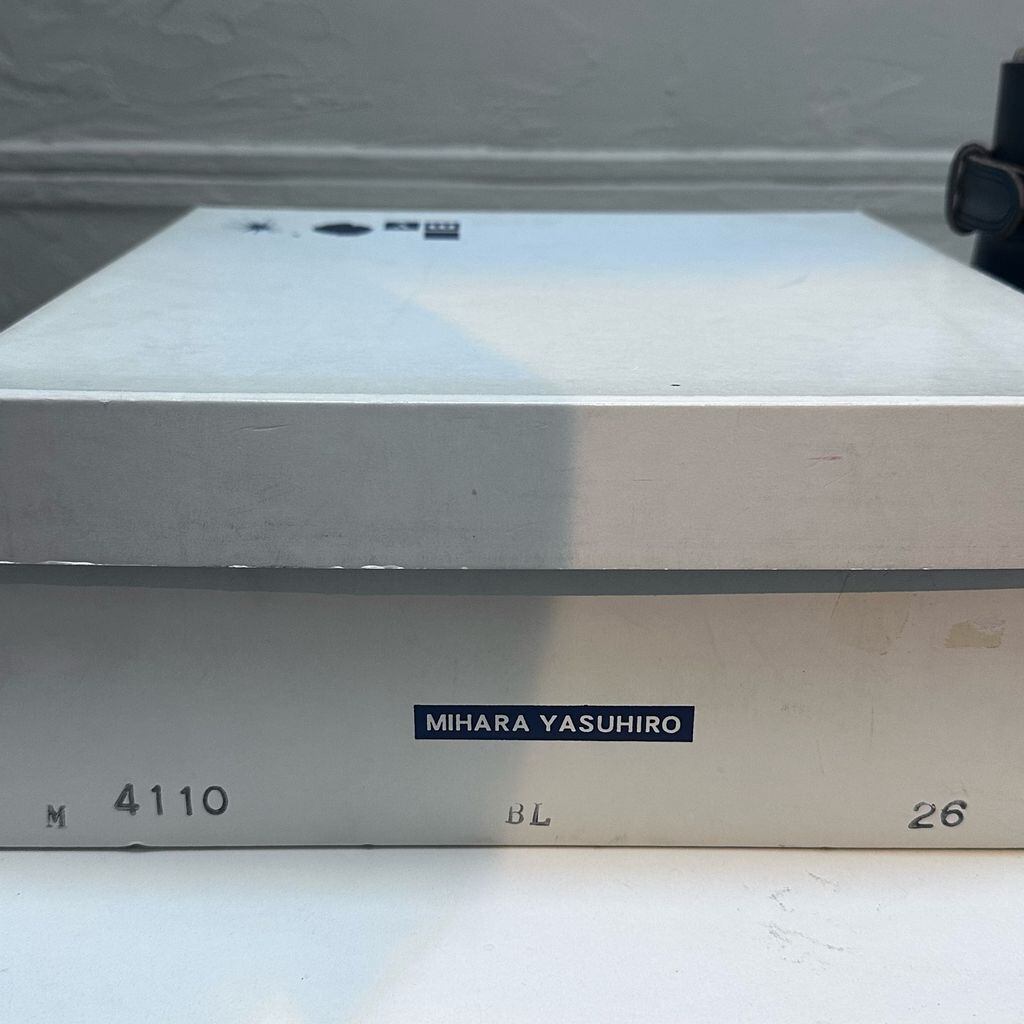 MIHARA YASUHIRO
M 4110 BL 26